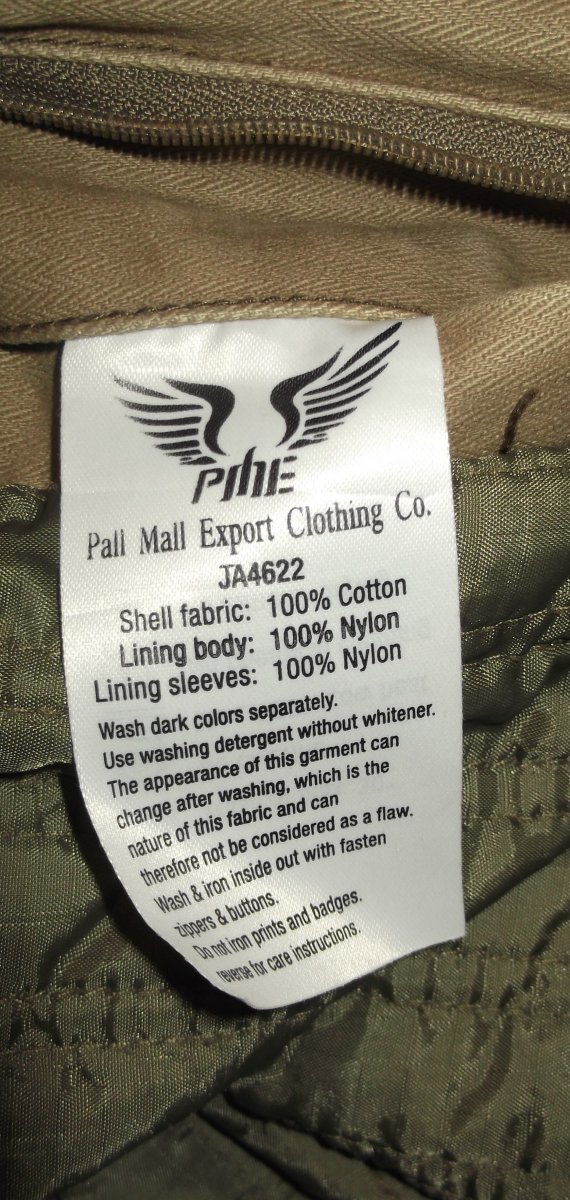 PME
Pall Mall Export Clothing Co.
JA4622
Shell fabric: 100% Cotton
Lining body: 100% Nylon
Lining sleeves: 100% Nylon
Wash dark colors separately.
Use washing detergent without whitener.
The appearance of this garment can
change after washing, which is the
nature of this fabric and can
therefore not be considered as a flaw.
Wash & iron inside out with fasten
zippers & buttons.
Do not iron prints and badges.
reverse for care instructions.